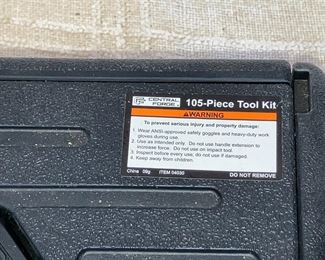 CENTRAL FORGE 105-Piece Tool Kit
WARNING
To prevent serious injury and property damage:
1. Wear ANSI-approved safety goggles and heavy-duty work
gloves during use.
2. Use as intended only. Do not use handle extension to
increase force. Do not use on impact tool.
3. Inspect before every use; do not use if damaged.
4. Keep away from children.
China 09g ITEM 04030 DO NOT REMOVE